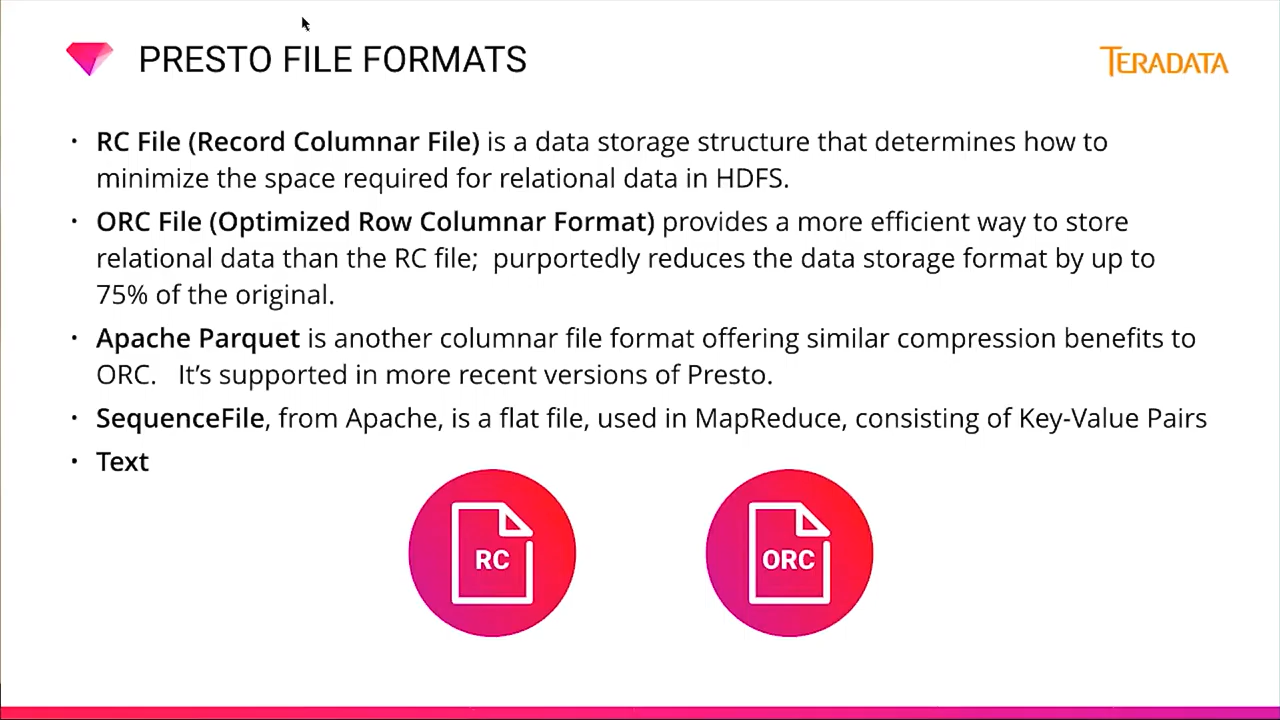 PRESTO FILE FORMATS
TERADATA
• RC File (Record Columnar File) is a data storage structure that determines how to
minimize the space required for relational data in HDFS.
• ORC File (Optimized Row Columnar Format) provides a more efficient way to store
relational data than the RC file;  purportedly reduces the data storage format by up to
75% of the original.
• Apache Parquet is another columnar file format offering similar compression benefits to
ORC.   It’s supported in more recent versions of Presto.
• SequenceFile, from Apache, is a flat file, used in MapReduce, consisting of Key-Value Pairs
• Text
RC
ORC